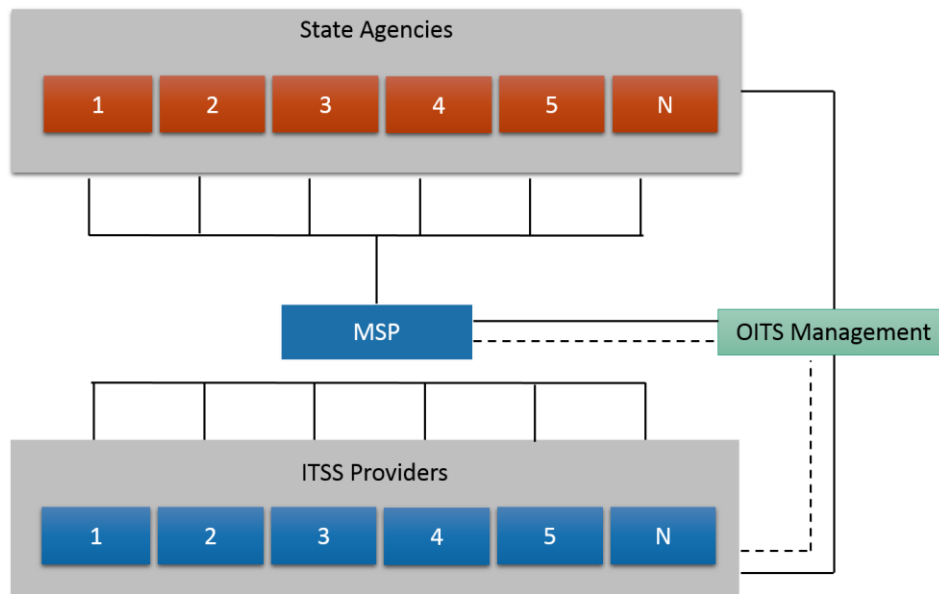 State Agencies
1 2 3 4 5 N
MSP
OITS Management
ITSS Providers
1 2 3 4 5 N